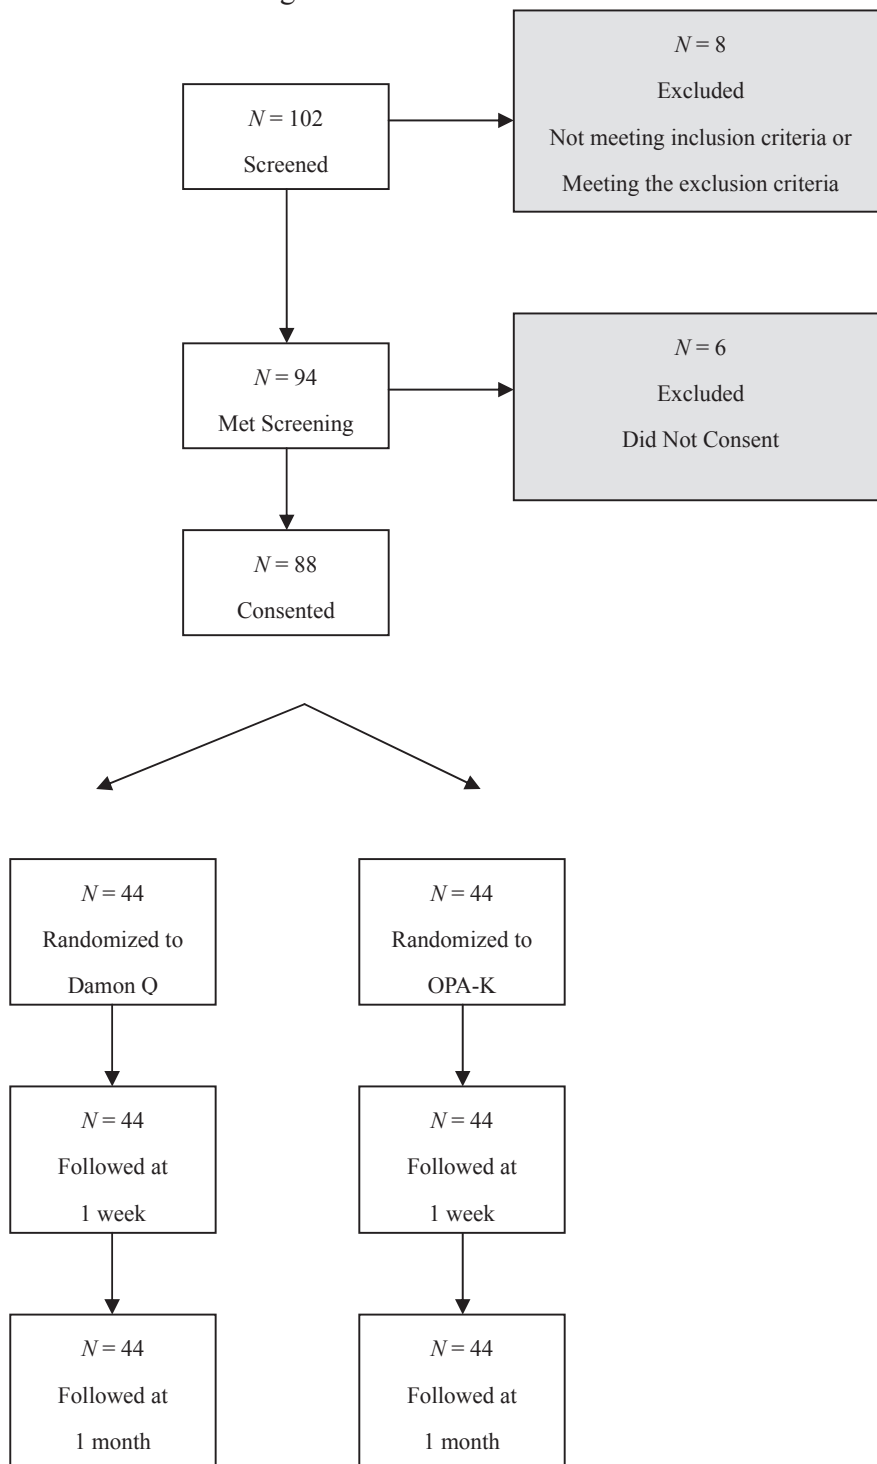 N = 8
Excluded
Not meeting inclusion criteria or
Meeting the exclusion criteria
N = 102
Screened
N = 94
Met Screening
N = 6
Excluded
Did Not Consent
N = 88
Consented
N = 44
Randomized to
Damon Q
N = 44
Randomized to
OPA-K
N = 44
Followed at
1 week
N = 44
Followed at
1 week
N = 44
Followed at
1 month
N = 44
Followed at
1 month